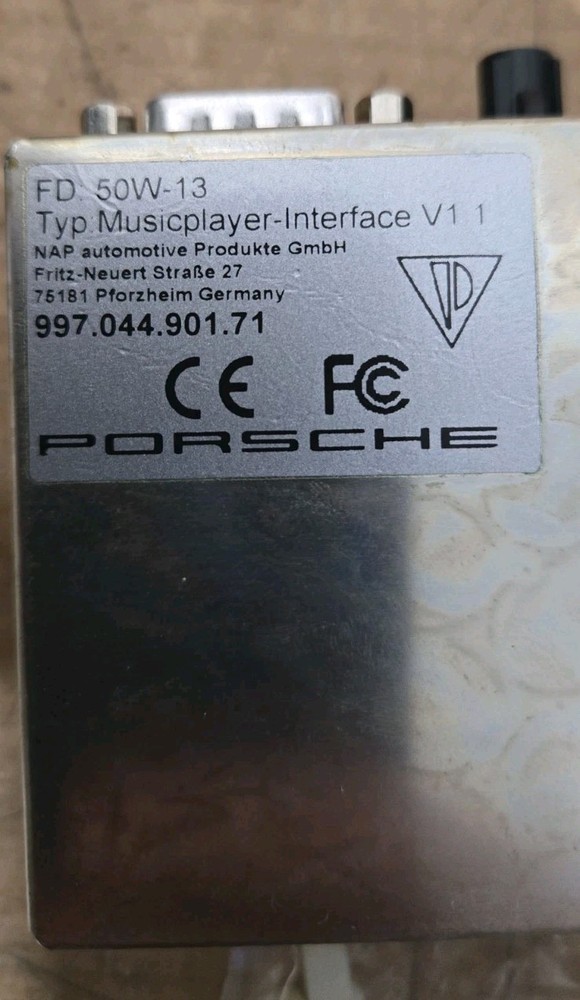 FD: 50W-13
Typ Musicplayer-Interface V1 1
NAP automotive Produkte GmbH
Fritz-Neuert Straße 27
75181 Pforzheim Germany
997.044.901.71
CE FC
PORSCHE